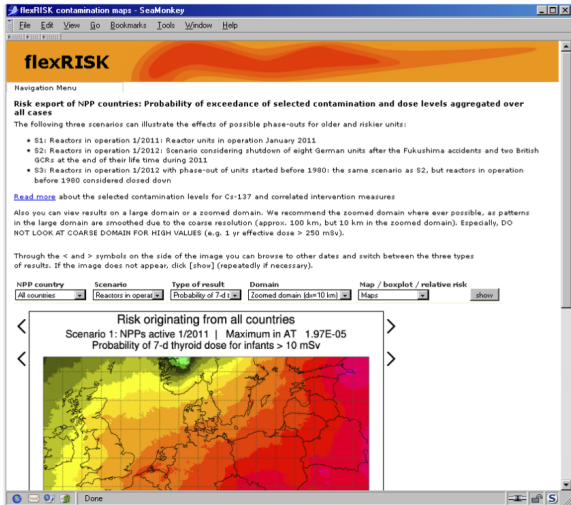 flexRISK contamination maps - SeaMonkey
File Edit View Go Bookmarks Tools Window Help
flexRISK
Navigation Menu
Risk export of NPP countries: Probability of exceedance of selected contamination and dose levels aggregated over
all cases
The following three scenarios can illustrate the effects of possible phase-outs for older and riskier units:
• S1: Reactors in operation 1/2011: Reactor units in operation January 2011
• S2: Reactors in operation 1/2012: Scenario considering shutdown of eight German units after the Fukushima accidents and two British
GCRs at the end of their life time during 2011
• S3: Reactors in operation 1/2012 with phase-out of units started before 1980: the same scenario as S2, but reactors in operation
before 1980 considered closed down
Read more about the selected contamination levels for Cs-137 and correlated intervention measures
Also you can view results on a large domain or a zoomed domain. We recommend the zoomed domain where ever possible, as patterns
in the large domain are smoothed due to the coarse resolution (approx. 100 km, but 10 km in the zoomed domain). Especially, DO
NOT LOOK AT COARSE DOMAIN FOR HIGH VALUES (e.g. 1 yr effective dose > 250 mSv).
Through the < and > symbols on the side of the image you can browse to other dates and switch between the three types
of results. If the image does not appear, click [show] (repeatedly if necessary).
NPP country Scenario Type of result Domain Map / boxplot / relative risk
All countries Reactors in operat Probability of 7-d t Zoomed domain (dx=10 km) Maps show
< Risk originating from all countries >
Scenario 1: NPPs active 1/2011 | Maximum in AT 1.97E-05
< Probability of 7-d thyroid dose for infants > 10 mSv >
Done